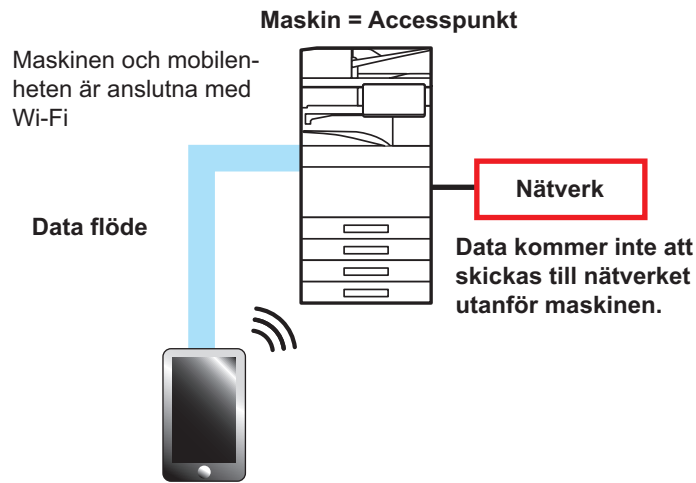 Maskin = Accesspunkt
Maskinen och mobilen-
heten är anslutna med
Wi-Fi
Nätverk
Data flöde
Data kommer inte att
skickas till nätverket
utanför maskinen.